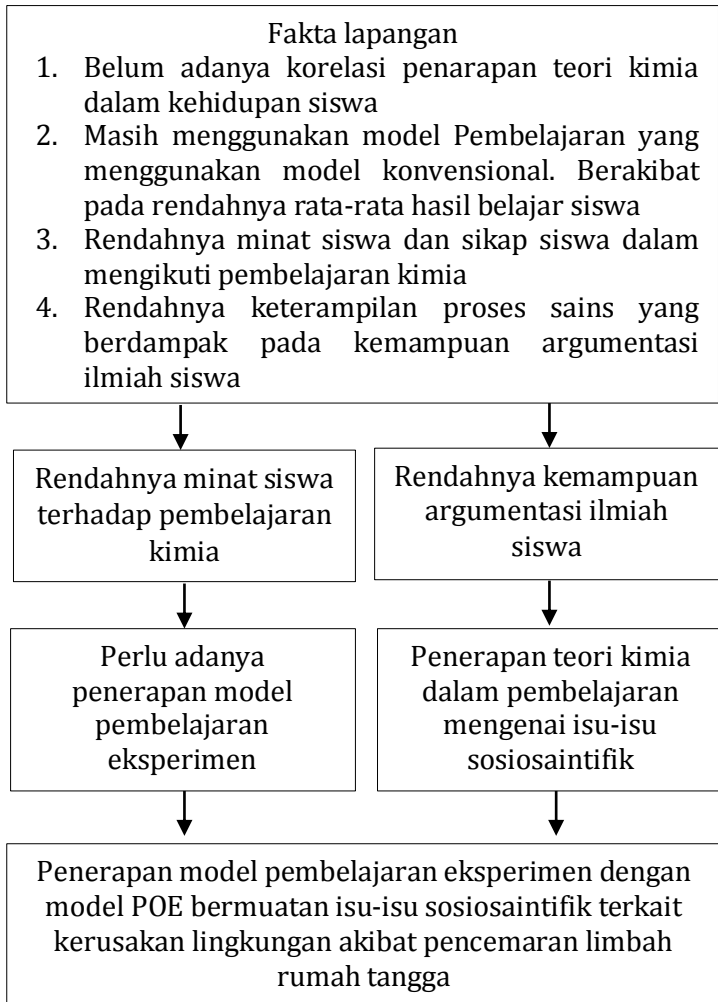 Fakta lapangan
1. Belum adanya korelasi penarapan teori kimia
dalam kehidupan siswa
2. Masih menggunakan model Pembelajaran yang
menggunakan model konvensional. Berakibat
pada rendahnya rata-rata hasil belajar siswa
3. Rendahnya minat siswa dan sikap siswa dalam
mengikuti pembelajaran kimia
4. Rendahnya keterampilan proses sains yang
berdampak pada kemampuan argumentasi
ilmiah siswa
Rendahnya minat siswa
terhadap pembelajaran
kimia
Rendahnya kemampuan
argumentasi ilmiah
siswa
Perlu adanya
penerapan model
pembelajaran
eksperimen
Penerapan teori kimia
dalam pembelajaran
mengenai isu-isu
sosiosaintifik
Penerapan model pembelajaran eksperimen dengan
model POE bermuatan isu-isu sosiosaintifik terkait
kerusakan lingkungan akibat pencemaran limbah
rumah tangga